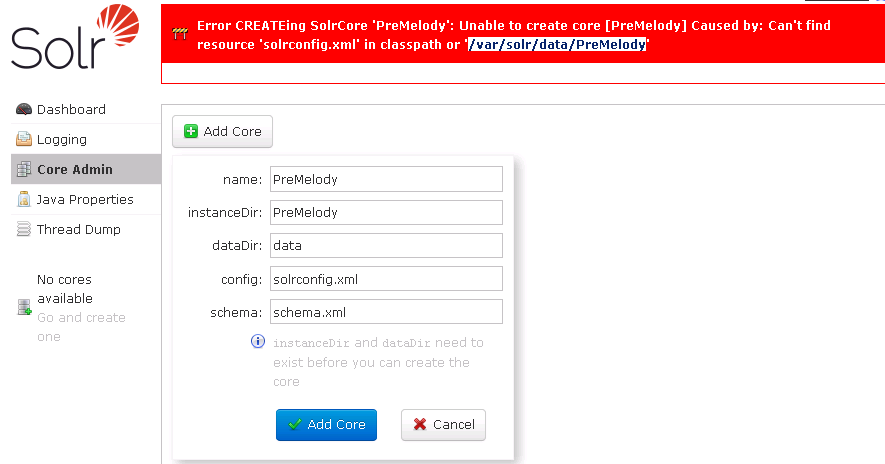 Solr
Error CREATEing SolrCore 'PreMelody': Unable to create core [PreMelody] Caused by: Can't find
resource 'solrconfig.xml' in classpath or '/var/solr/data/PreMelody'
Dashboard
Logging
Core Admin
Java Properties
Thread Dump
No cores
available
Go and create
one
Add Core
name: PreMelody
instanceDir: PreMelody
dataDir: data
config: solrconfig.xml
schema: schema.xml
instanceDir and dataDir need to
exist before you can create the
core
Add Core
Cancel